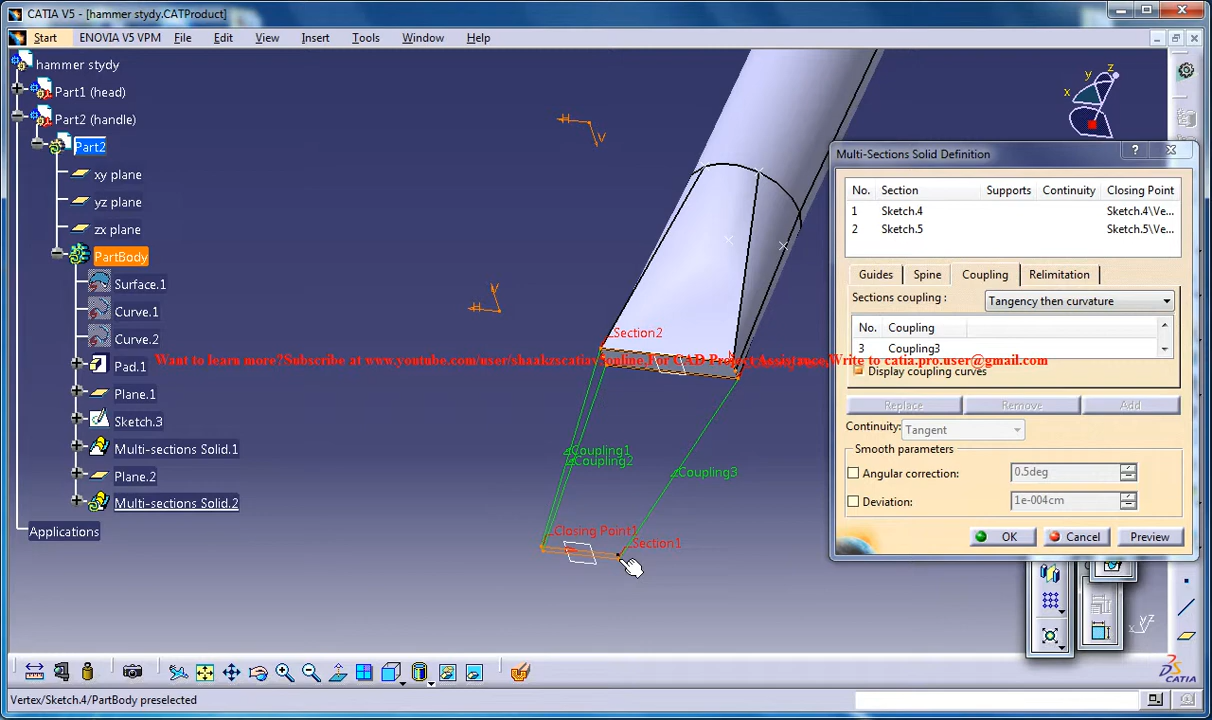 CATIA V5 - [hammer stydy.CATProduct]
Start ENOVIA V5 VPM File Edit View Insert Tools Window Help
hammer stydy
Part1 (head)
Part2 (handle)
Part2
xy plane
yz plane
zx plane
PartBody
Surface.1
Curve.1
Curve.2
Pad.1
Plane.1
Sketch.3
Multi-sections Solid.1
Plane.2
Multi-sections Solid.2
Applications
H
V
V
H
z
y
x
Section2
Want to learn more?Subscribe at www.youtube.com/user/shaakzscatiavonline.For CAD Project Assistance,Write to catia.pro.user@gmail.com
Coupling1
Coupling2
Coupling3
Closing Point1
Section1
Multi-Sections Solid Definition
No. Section Supports Continuity Closing Point
1 Sketch.4 Sketch.4\Ve...
2 Sketch.5 Sketch.5\Ve...
Guides Spine Coupling Relimitation
Sections coupling : Tangency then curvature
No. Coupling
3 Coupling3
Display coupling curves
Replace Remove Add
Continuity: Tangent
Smooth parameters
Angular correction: 0.5deg
Deviation: 1e-004cm
OK Cancel Preview
CATIA
Vertex/Sketch.4/PartBody preselected